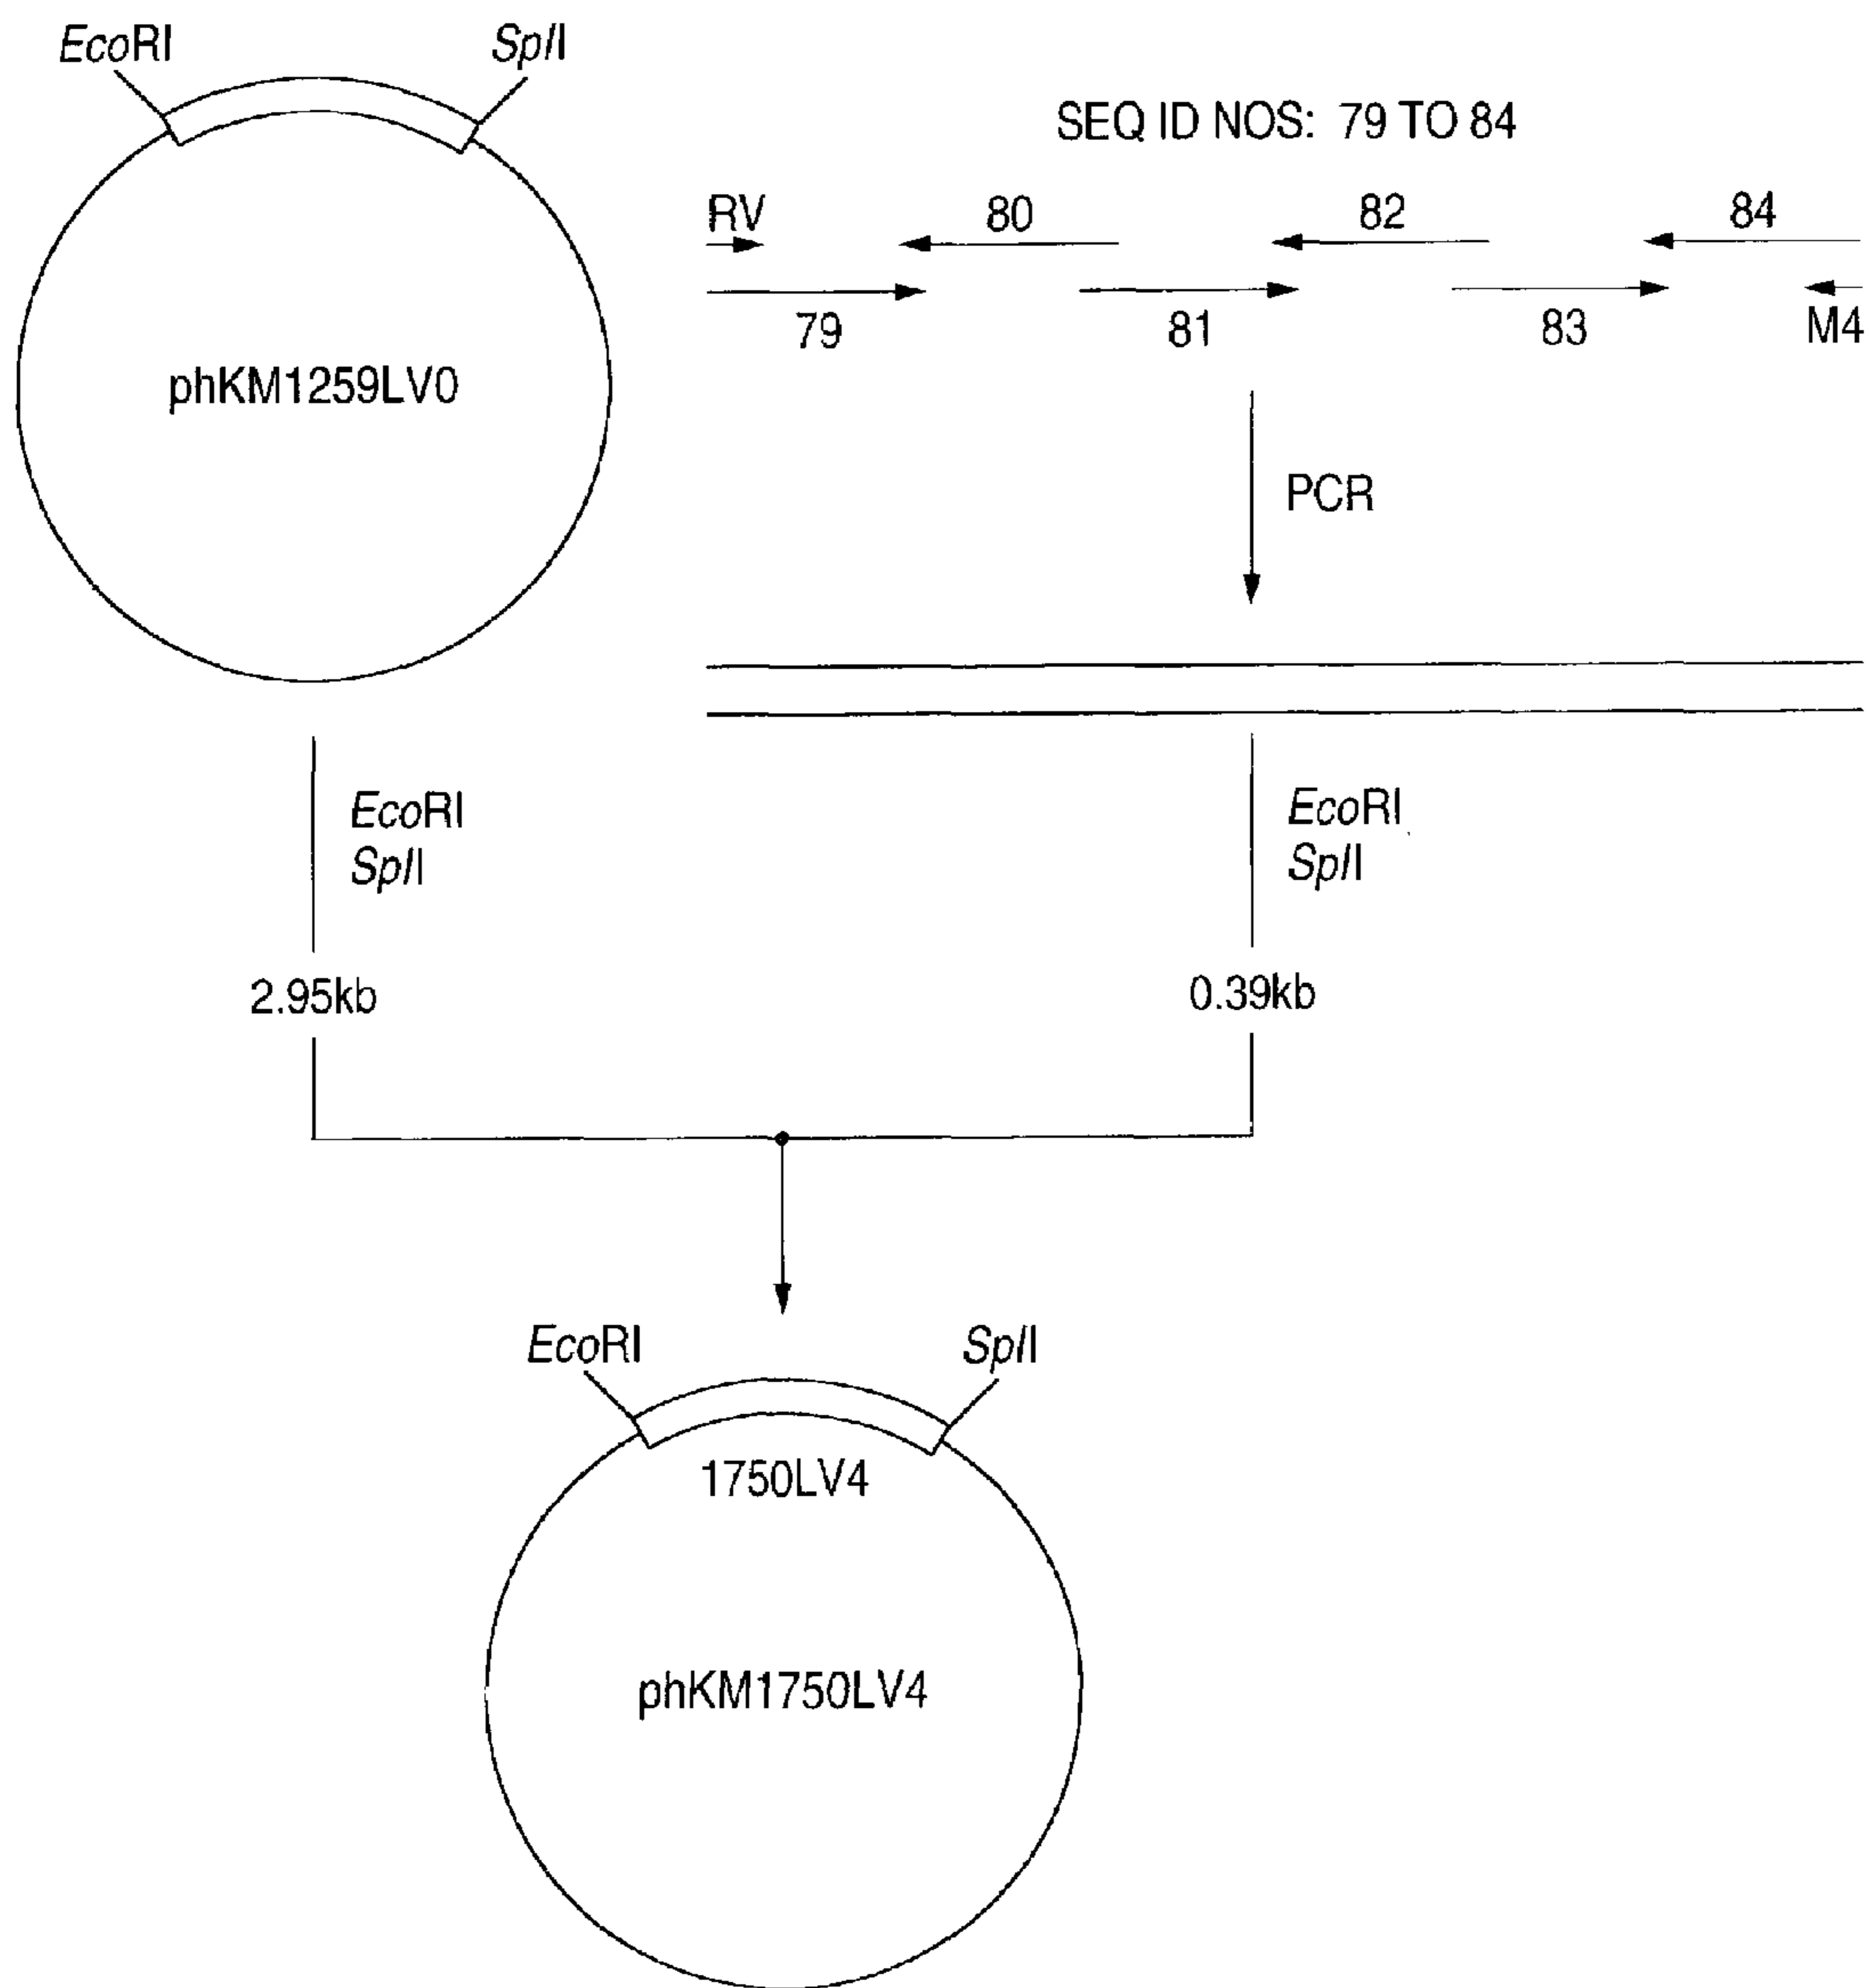 EcoRI
SplI
phKM1259LV0
SEQ ID NOS: 79 TO 84
RV
80
82
84
79
81
83
M4
PCR
EcoRI
SplI
EcoRI
SplI
2.95kb
0.39kb
EcoRI
SplI
1750LV4
phKM1750LV4